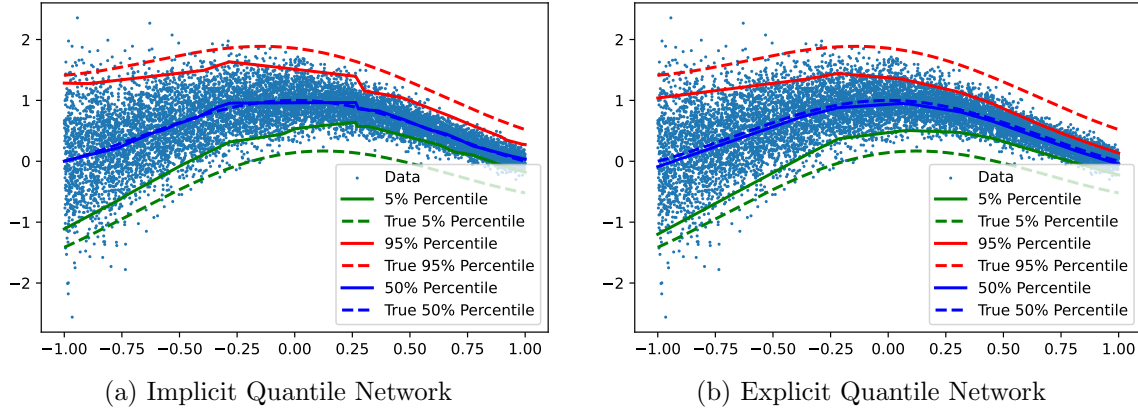 2
1
0
−1
−2
−1.00 −0.75 −0.50 −0.25 0.00 0.25 0.50 0.75 1.00
Data
5% Percentile
True 5% Percentile
95% Percentile
True 95% Percentile
50% Percentile
True 50% Percentile
(a) Implicit Quantile Network
2
1
0
−1
−2
−1.00 −0.75 −0.50 −0.25 0.00 0.25 0.50 0.75 1.00
Data
5% Percentile
True 5% Percentile
95% Percentile
True 95% Percentile
50% Percentile
True 50% Percentile
(b) Explicit Quantile Network